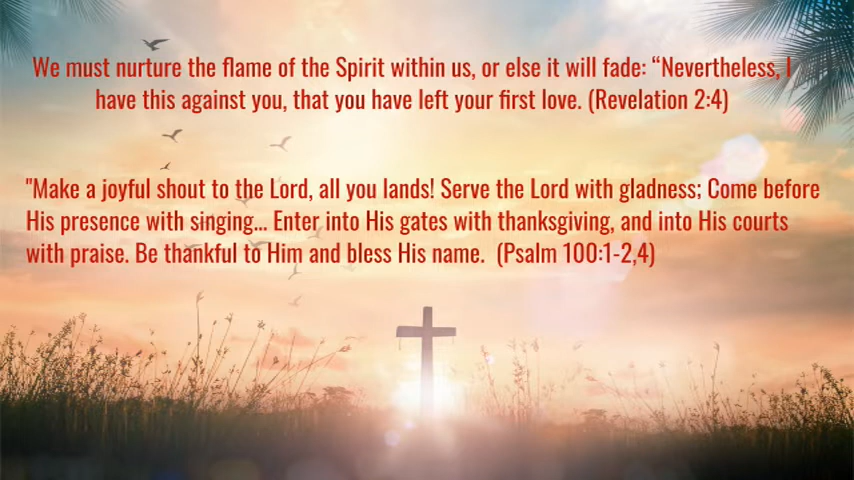 We must nurture the flame of the Spirit within us, or else it will fade: “Nevertheless, I
have this against you, that you have left your first love. (Revelation 2:4)
"Make a joyful shout to the Lord, all you lands! Serve the Lord with gladness; Come before
His presence with singing... Enter into His gates with thanksgiving, and into His courts
with praise. Be thankful to Him and bless His name.  (Psalm 100:1-2,4)